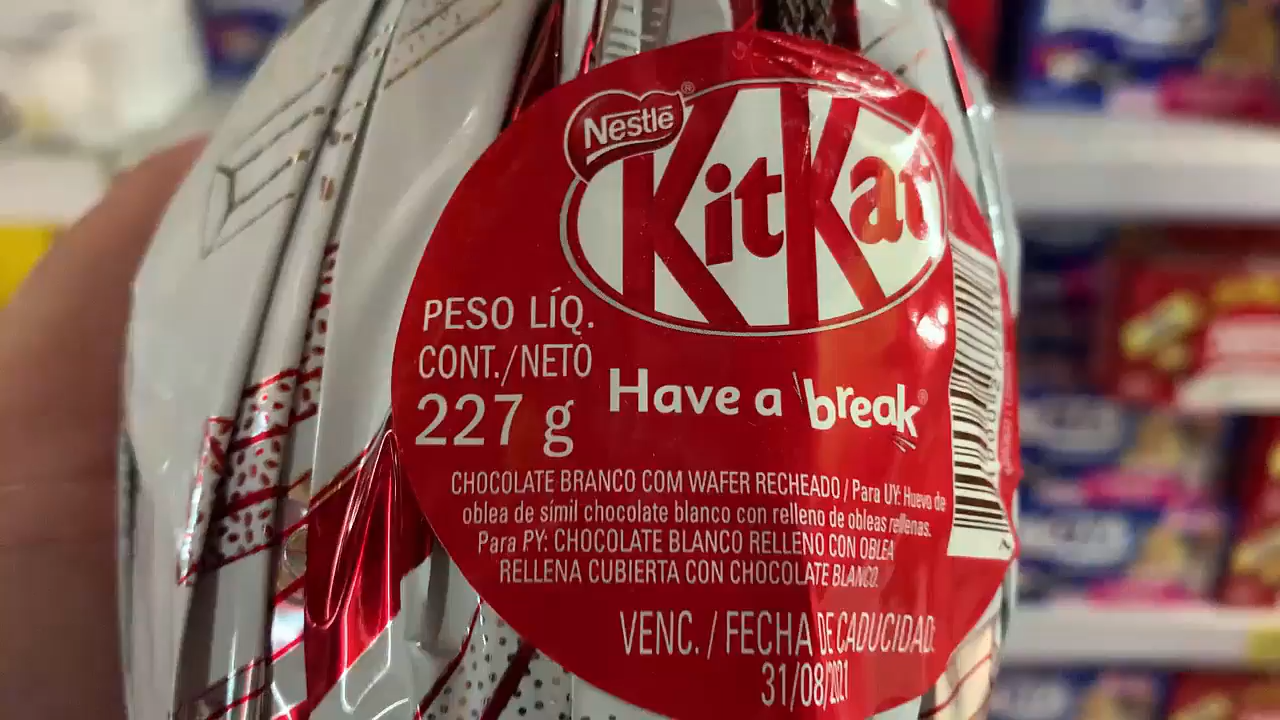 Nestlé®
KitKat
PESO LÍQ.
CONT./NETO
227 g
Have a break®
CHOCOLATE BRANCO COM WAFER RECHEADO / Para UY: Huevo de
oblea de símil chocolate blanco con relleno de obleas rellenas.
Para PY: CHOCOLATE BLANCO RELLENO CON OBLEA
RELLENA CUBIERTA CON CHOCOLATE BLANCO.
VENC. / FECHA DE CADUCIDAD:
31/08/2021